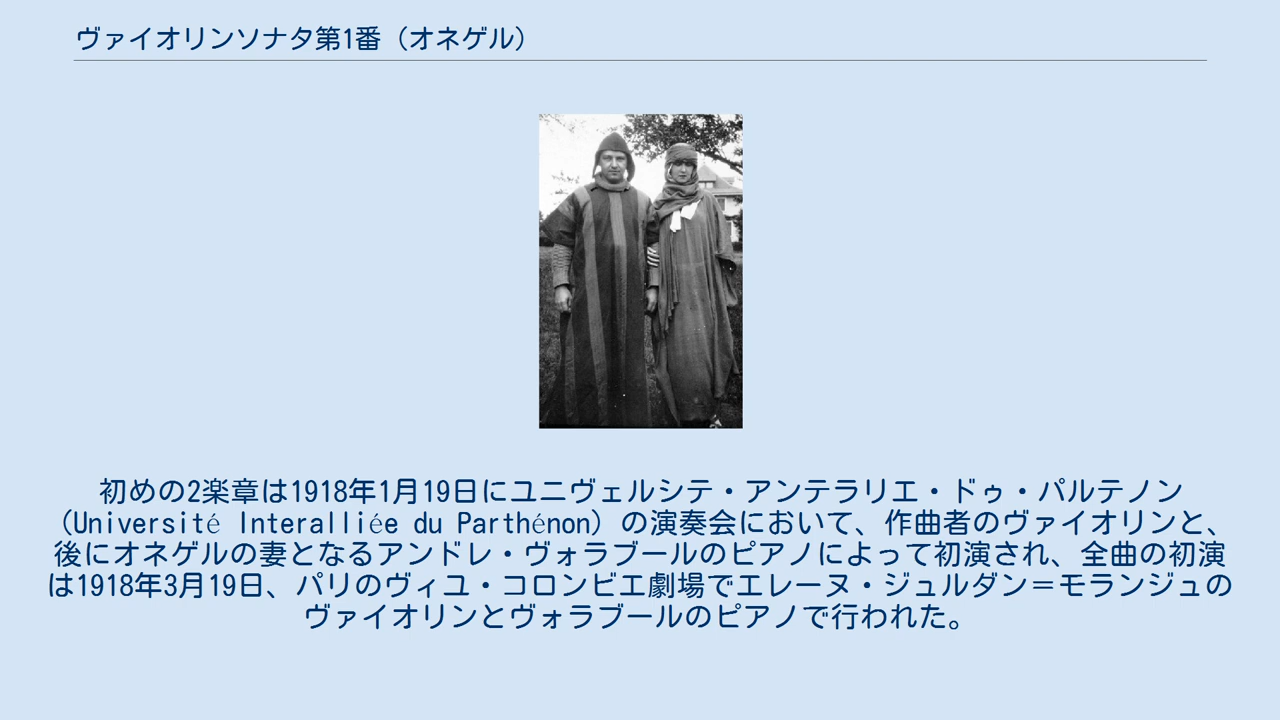 ヴァイオリンソナタ第1番（オネゲル）
初めの2楽章は1918年1月19日にユニヴェルシテ・アンテラリエ・ドゥ・パルテノン
（Université Interalliée du Parthénon）の演奏会において、作曲者のヴァイオリンと、
後にオネゲルの妻となるアンドレ・ヴォラブールのピアノによって初演され、全曲の初演
は1918年3月19日、パリのヴィユ・コロンビエ劇場でエレーヌ・ジュルダン＝モランジュの
ヴァイオリンとヴォラブールのピアノで行われた。